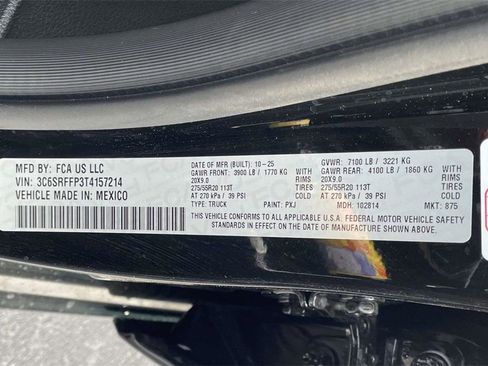 MFD BY: FCA US LLC
VIN: 3C6SRFFP3T4157214
VEHICLE MADE IN: MEXICO
DATE OF MFR (BUILT): 10-25 GVWR: 7100 LB / 3221 KG
GAWR FRONT: 3900 LB / 1770 KG WITH GAWR REAR: 4100 LB / 1860 KG WITH
20X9.0 TIRES 20X9.0 TIRES
275/55R20 113T RIMS 275/55R20 113T RIMS
AT 270 kPa / 39 PSI COLD AT 270 kPa / 39 PSI COLD
TYPE: TRUCK PAINT: PXJ MDH: 102814 MKT: 875
THIS VEHICLE CONFORMS TO ALL APPLICABLE U.S.A. FEDERAL MOTOR VEHICLE SAFETY
STANDARDS IN EFFECT ON THE DATE OF MANUFACTURE SHOWN ABOVE.